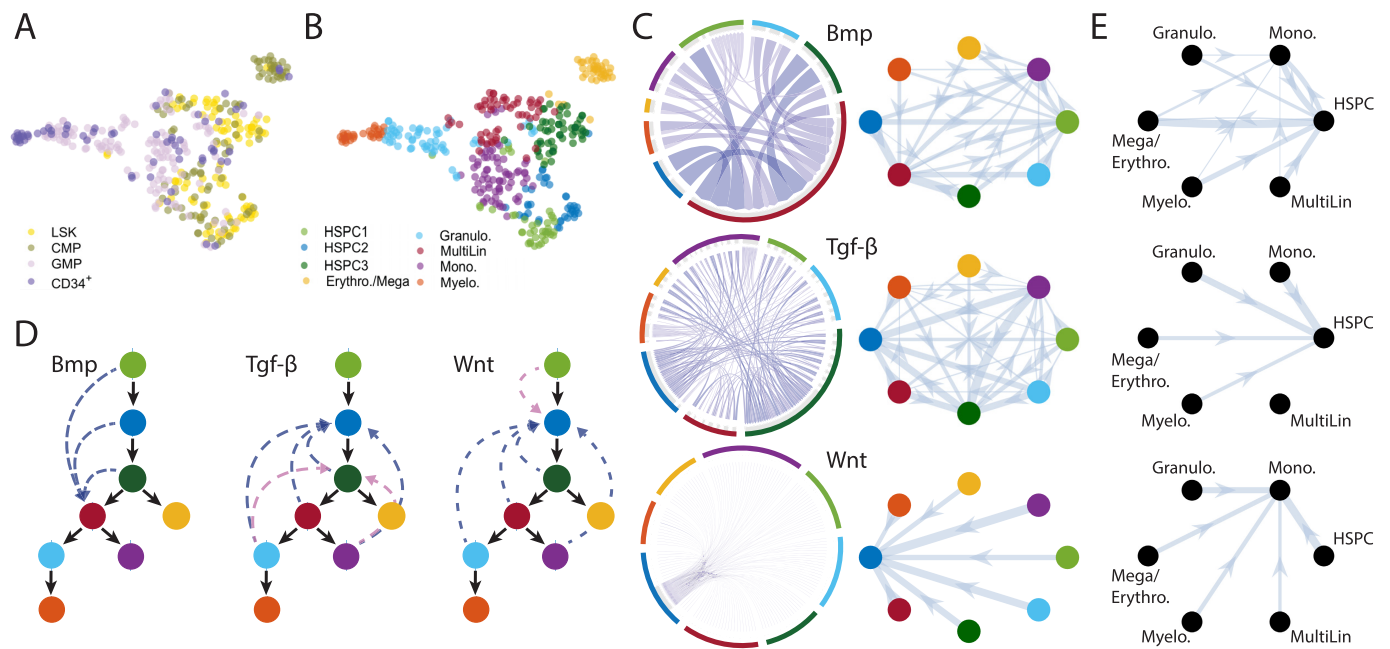 A
LSK
CMP
GMP
CD34+
B
HSPC1
HSPC2
HSPC3
Erythro./Mega
Granulo.
MultiLin
Mono.
Myelo.
C
Bmp
Tgf-β
Wnt
D
Bmp
Tgf-β
Wnt
E
Granulo.
Mono.
HSPC
Mega/
Erythro.
Myelo.
MultiLin
Granulo.
Mono.
HSPC
Mega/
Erythro.
Myelo.
MultiLin
Granulo.
Mono.
HSPC
Mega/
Erythro.
Myelo.
MultiLin